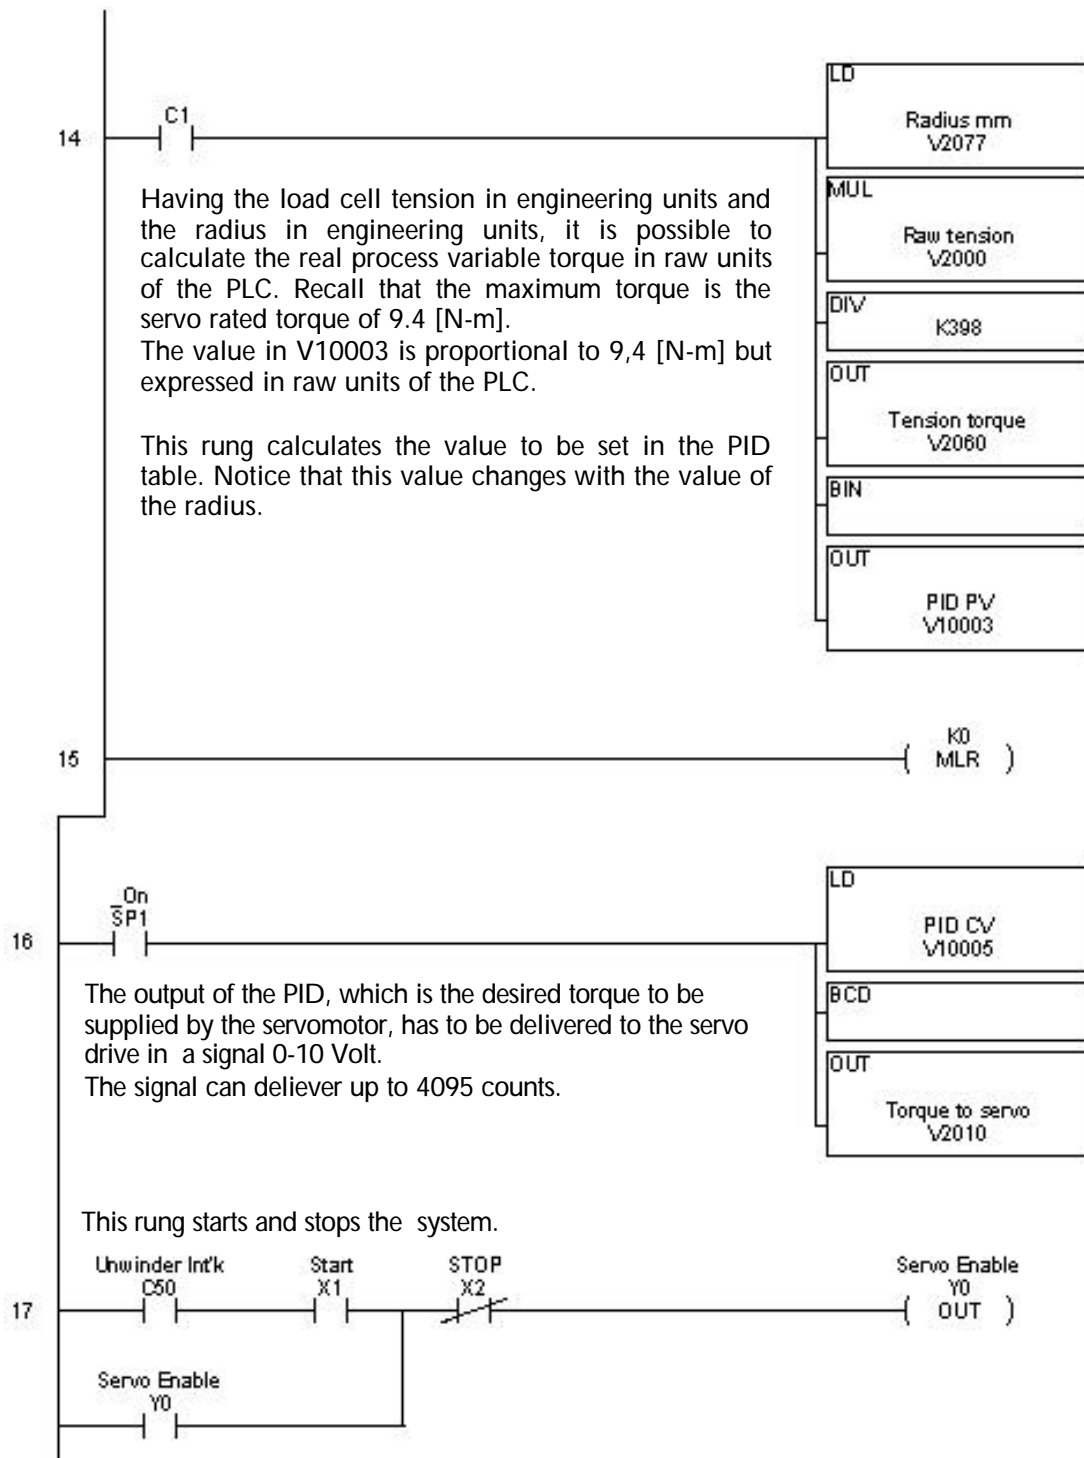 LD
Radius mm
V2077
C1
14
MUL
Raw tension
V2000
DIV
K398
OUT
Tension torque
V2060
BIN
OUT
PID PV
V10003
Having the load cell tension in engineering units and
the radius in engineering units, it is possible to
calculate the real process variable torque in raw units
of the PLC. Recall that the maximum torque is the
servo rated torque of 9.4 [N-m].
The value in V10003 is proportional to 9,4 [N-m] but
expressed in raw units of the PLC.
This rung calculates the value to be set in the PID
table. Notice that this value changes with the value of
the radius.
15
K0
MLR
16
_On
SP1
LD
PID CV
V10005
BCD
OUT
Torque to servo
V2010
The output of the PID, which is the desired torque to be
supplied by the servomotor, has to be delivered to the servo
drive in a signal 0-10 Volt.
The signal can deliever up to 4095 counts.
This rung starts and stops the system.
Unwinder Int'k
C50
Start
X1
STOP
X2
Servo Enable
Y0
OUT
17
Servo Enable
Y0